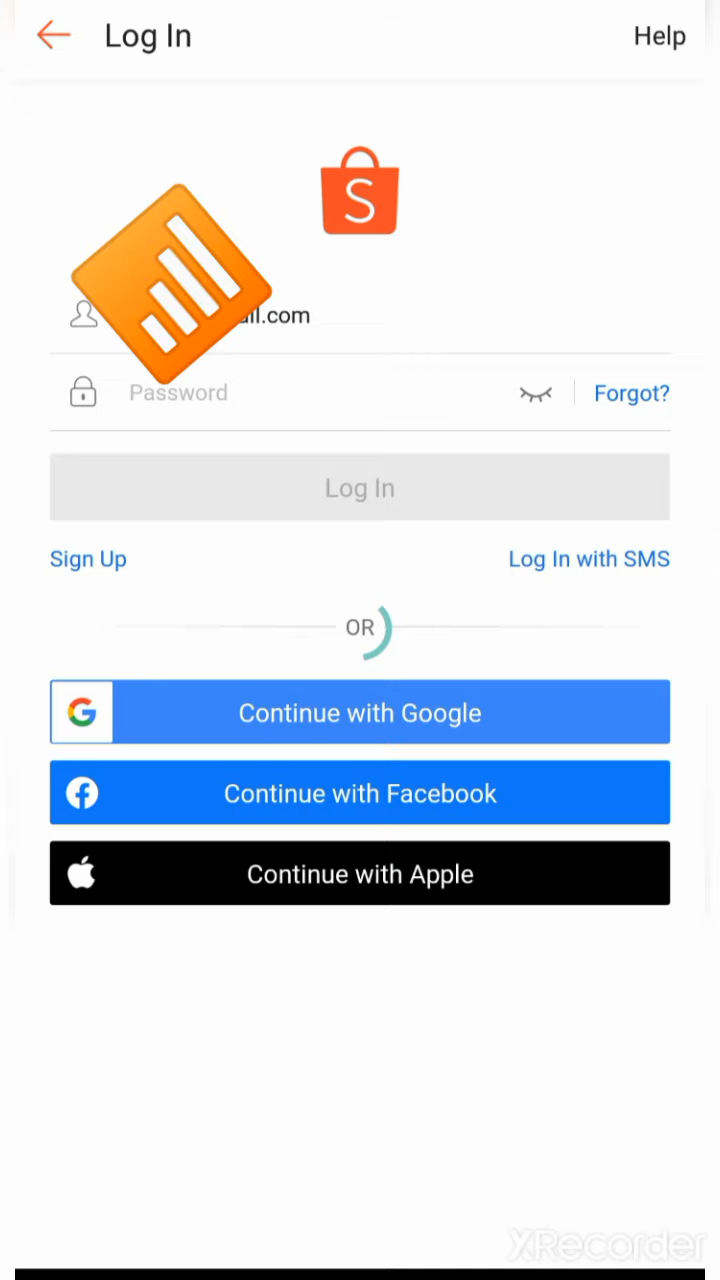 Log In
Help
S
ail.com
Password
Forgot?
Log In
Sign Up
Log In with SMS
OR
Continue with Google
Continue with Facebook
Continue with Apple
XRecorder